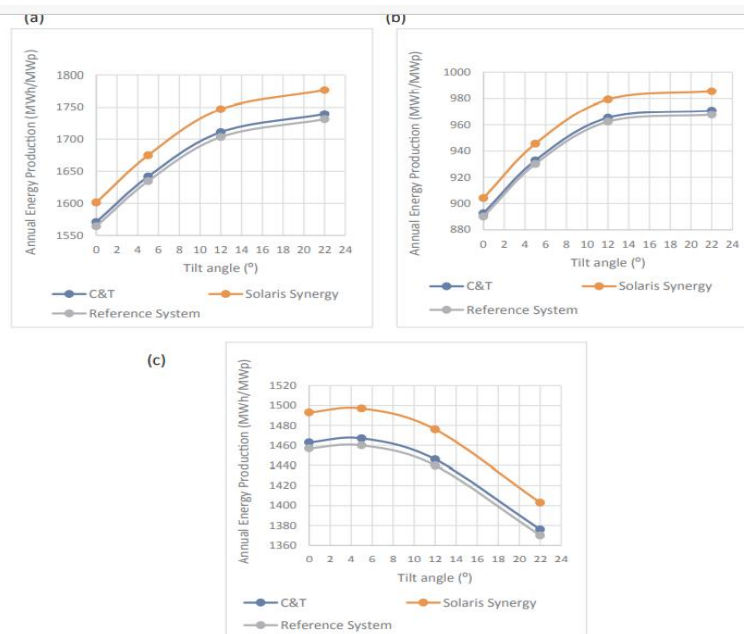 (a)
Annual Energy Production (MWh/MWp)
1800
1750
1700
1650
1600
1550
0 2 4 6 8 10 12 14 16 18 20 22 24
Tilt angle (°)
C&T
Solaris Synergy
Reference System
(b)
Annual Energy Production (MWh/MWp)
1000
980
960
940
920
900
880
0 2 4 6 8 10 12 14 16 18 20 22 24
Tilt angle (°)
C&T
Solaris Synergy
Reference System
(c)
Annual Energy Production (MWh/MWp)
1520
1500
1480
1460
1440
1420
1400
1380
1360
0 2 4 6 8 10 12 14 16 18 20 22 24
Tilt angle (°)
C&T
Solaris Synergy
Reference System